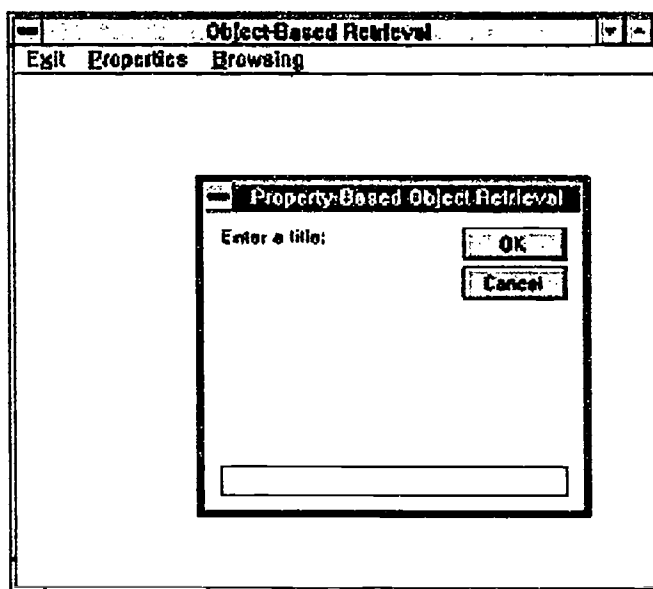 Object-Based Retrieval
Exit Properties Browsing
Property-Based Object Retrieval
Enter a title:
OK
Cancel